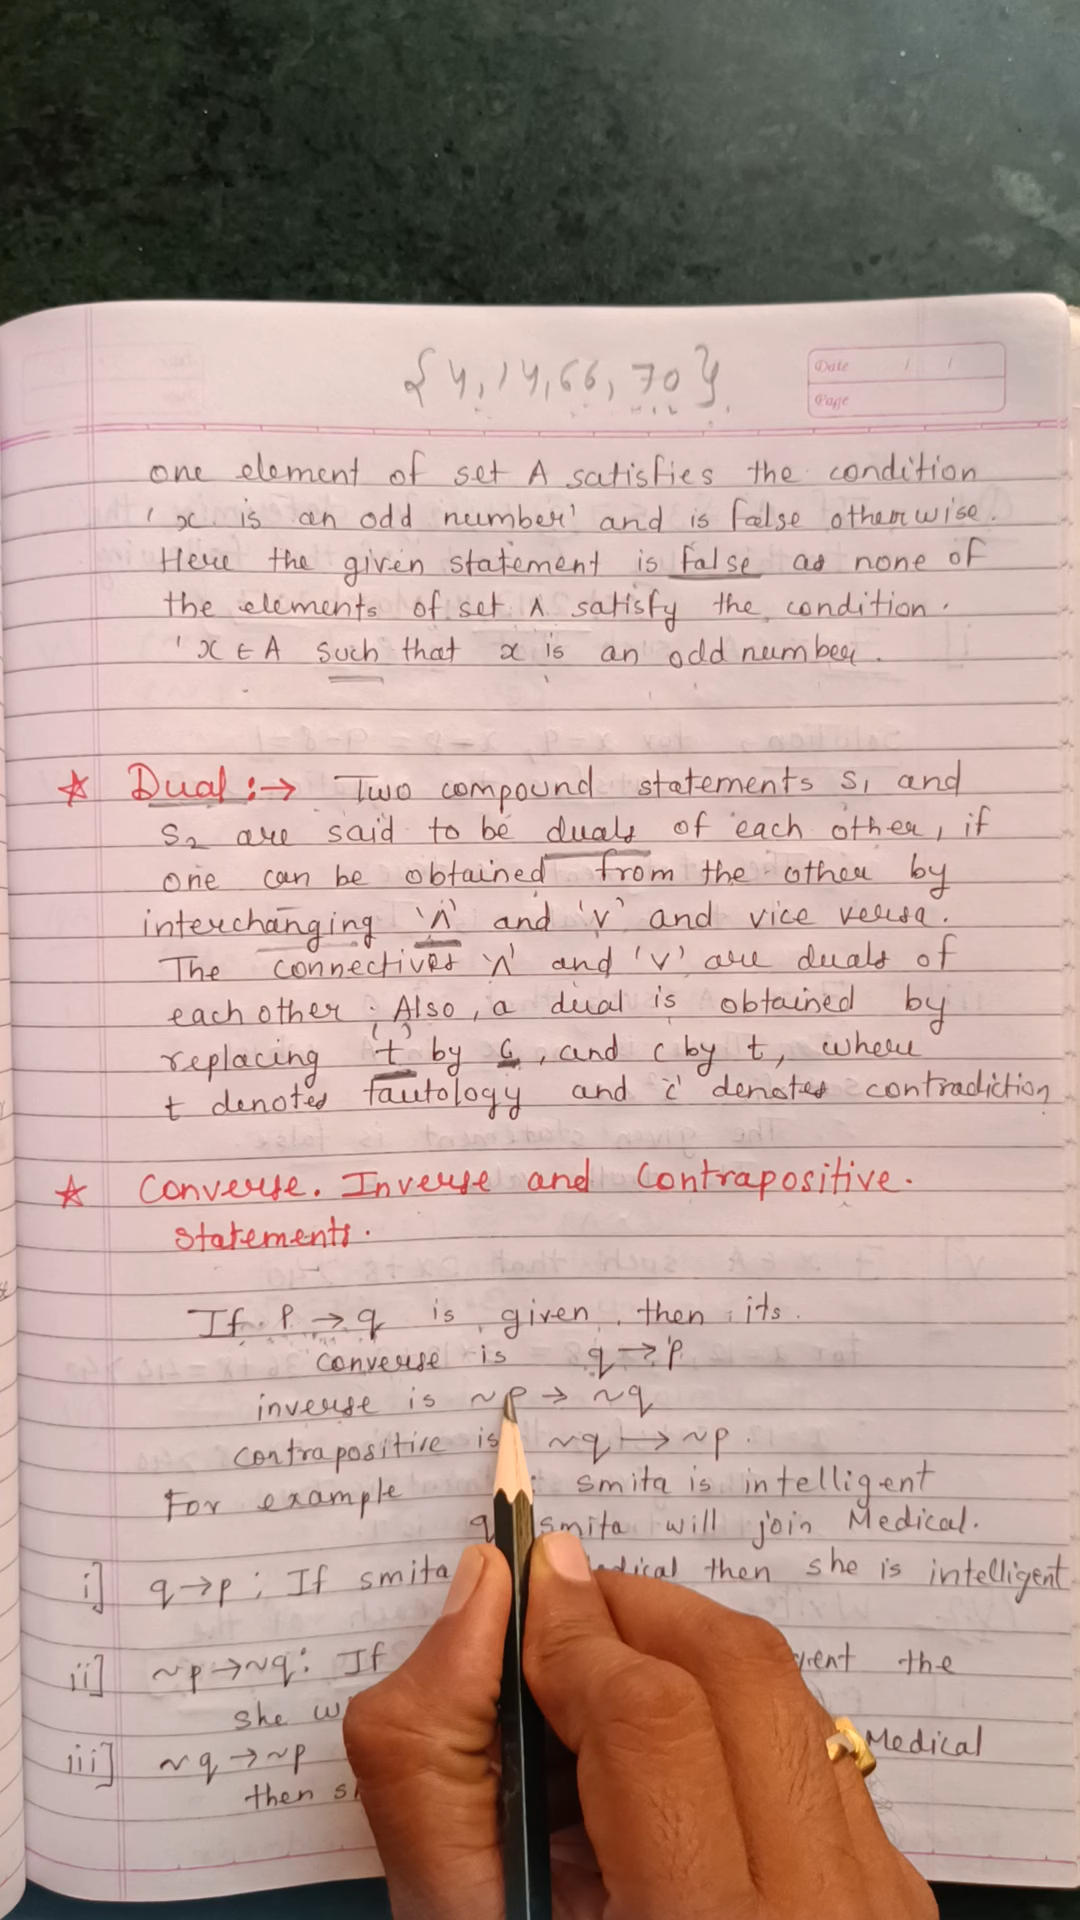 {4, 14, 66, 70}
Date / /
Page
one element of set A satisfies the condition
'x is an odd number' and is false otherwise.
Here the given statement is false as none of
the elements of set A satisfy the condition.
'x ∈ A such that x is an odd number.
☆ Dual :→ Two compound statements S₁ and
S₂ are said to be duals of each other, if
one can be obtained from the other by
interchanging '∧' and '∨' and vice versa.
The connectives '∧' and '∨' are duals of
each other. Also, a dual is obtained by
replacing 't' by c, and c by t, where
t denotes tautology and 'c' denotes contradiction
☆ Converse. Inverse and Contrapositive.
statements.
If p → q is given then its.
converse is q → p
inverse is ~p → ~q
contrapositive is ~q → ~p.
For example : smita is intelligent
q smita will join Medical.
i] q→p ; If smita medical then she is intelligent
ii] ~p→~q: If the
she
iii] ~q→~p Medical
then